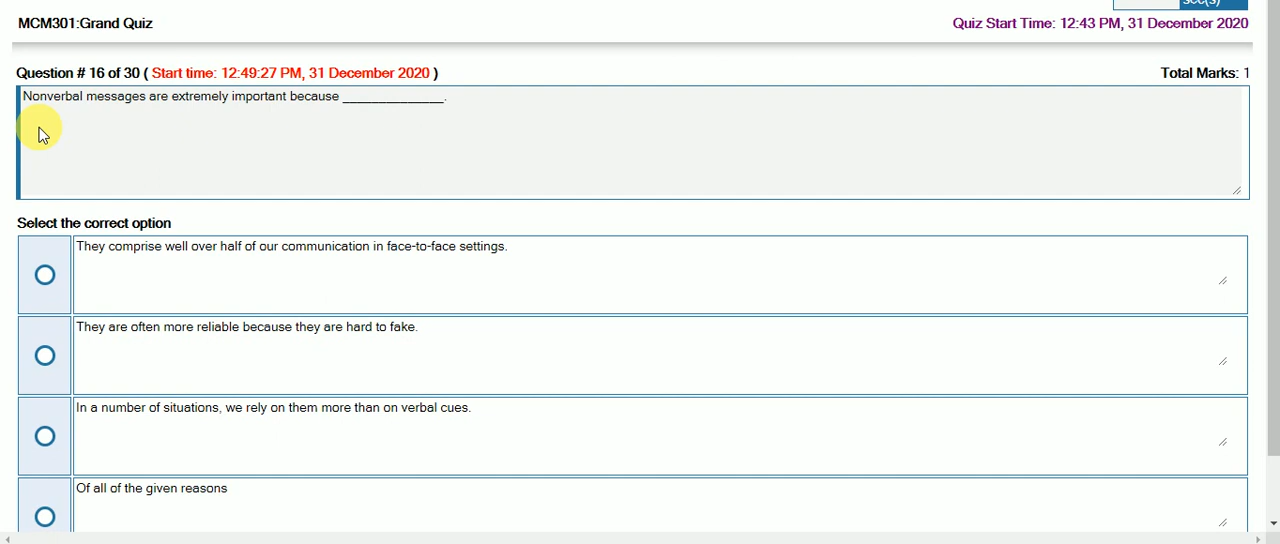 sec(s)
MCM301:Grand Quiz
Quiz Start Time: 12:43 PM, 31 December 2020
Question # 16 of 30 ( Start time: 12:49:27 PM, 31 December 2020 )
Total Marks: 1
Nonverbal messages are extremely important because ______________.
Select the correct option
They comprise well over half of our communication in face-to-face settings.
They are often more reliable because they are hard to fake.
In a number of situations, we rely on them more than on verbal cues.
Of all of the given reasons